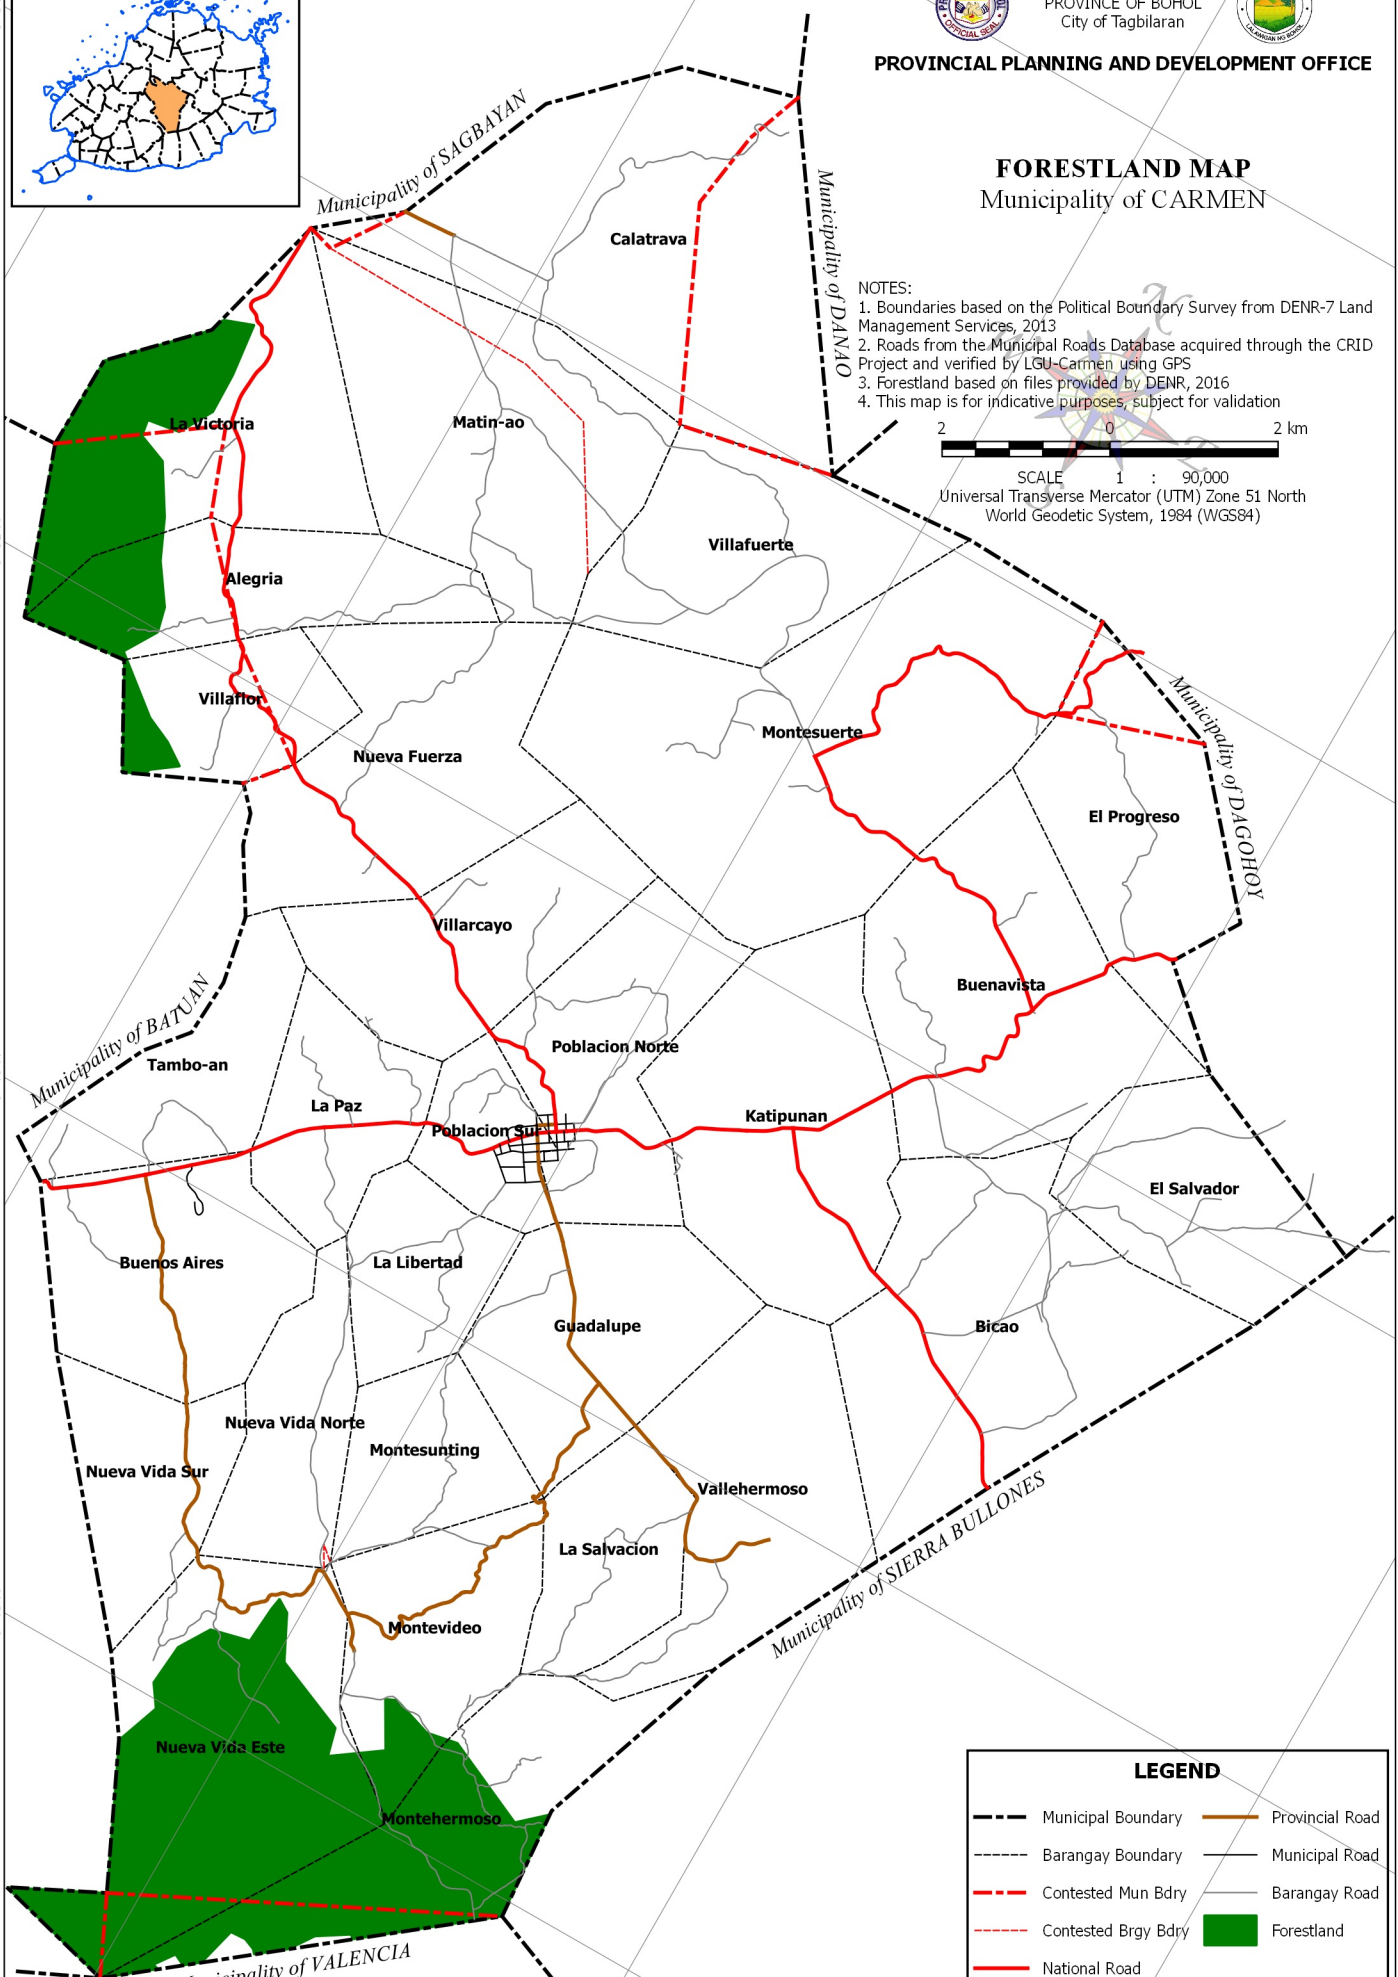 PROVINCE OF BOHOL
City of Tagbilaran
OFFICIAL SEAL
LALAWIGAN NG BOHOL
PROVINCIAL PLANNING AND DEVELOPMENT OFFICE
FORESTLAND MAP
Municipality of CARMEN
NOTES:
1. Boundaries based on the Political Boundary Survey from DENR-7 Land
Management Services, 2013
2. Roads from the Municipal Roads Database acquired through the CRID
Project and verified by LGU-Carmen using GPS
3. Forestland based on files provided by DENR, 2016
4. This map is for indicative purposes, subject for validation
2 0 2 km
SCALE 1 : 90,000
Universal Transverse Mercator (UTM) Zone 51 North
World Geodetic System, 1984 (WGS84)
Municipality of SAGBAYAN
Municipality of DANAO
Calatrava
La Victoria
Matin-ao
Villafuerte
Alegria
Villaflor
Nueva Fuerza
Montesuerte
Municipality of DAGOHOY
El Progreso
Villarcayo
Buenavista
Municipality of BATUAN
Tambo-an
Poblacion Norte
La Paz
Poblacion Sur
Katipunan
El Salvador
Buenos Aires
La Libertad
Guadalupe
Bicao
Nueva Vida Norte
Montesunting
Nueva Vida Sur
Vallehermoso
La Salvacion
Municipality of SIERRA BULLONES
Montevideo
Nueva Vida Este
Montehermoso
of VALENCIA
LEGEND
Municipal Boundary
Provincial Road
Barangay Boundary
Municipal Road
Contested Mun Bdry
Barangay Road
Contested Brgy Bdry
Forestland
National Road
N
W
S
E